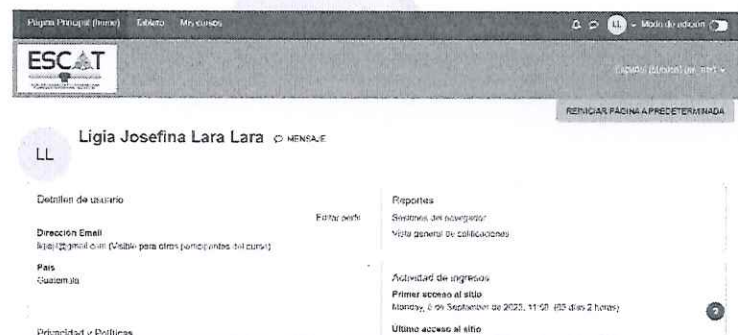 Página Principal (home) Tablero Mis cursos
LL Modo de edición
ESCAT
Español (México)
REINICIAR PÁGINA A PREDETERMINADA
LL
Ligia Josefina Lara Lara MENSAJE
Detalles de usuario
Editar perfil
Dirección Email
(Visible para otros participantes del curso)
País
Guatemala
Privacidad y Políticas
Reportes
Sesiones del navegador
Vista general de calificaciones
Actividad de ingresos
Primer acceso al sitio
Monday, de September de 2023, 11:
Último acceso al sitio
?